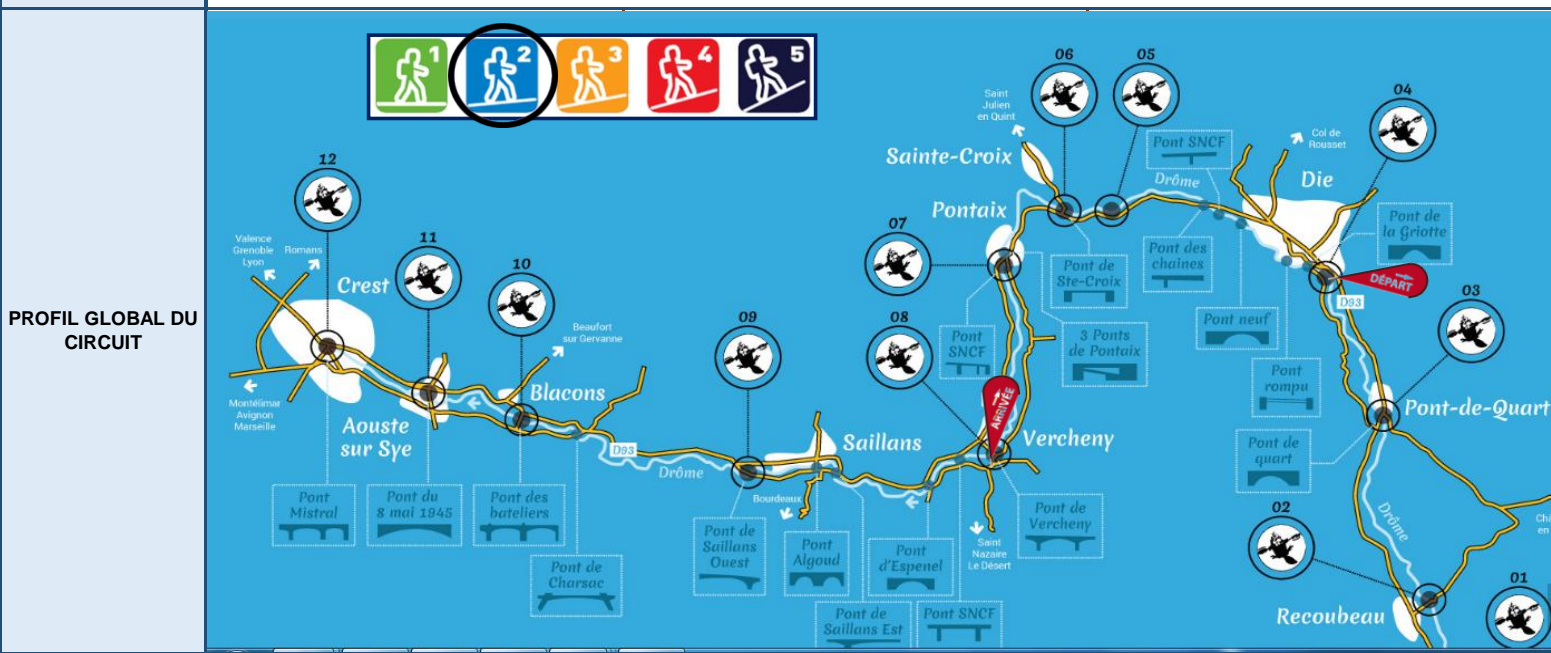 PROFIL GLOBAL DU
CIRCUIT
1
2
3
4
5
06
05
04
12
07
11
10
03
09
08
02
01
Saint
Julien
en Quint
Sainte-Croix
Pont SNCF
Col de
Rousset
Drôme
Die
Pontaix
Pont de
la Griotte
Valence
Grenoble
Lyon
Romans
Crest
Pont de
Ste-Croix
Pont des
chaines
DÉPART
D93
Beaufort
sur Gervanne
Pont
SNCF
3 Ponts
de Pontaix
Pont neuf
Pont
rompu
Montélimar
Avignon
Marseille
Blacons
Aouste
sur Sye
ARRIVÉE
Pont-de-Quart
Saillans
Vercheny
Pont de
quart
D93
Drôme
Bourdeaux
Pont
Mistral
Pont du
8 mai 1945
Pont des
bateliers
Pont de
Charsac
Pont de
Saillans
Ouest
Pont
Algoud
Pont
d'Espenel
Saint
Nazaire
Le Désert
Pont de
Vercheny
Drôme
Pont de
Saillans Est
Pont SNCF
Recoubeau
en